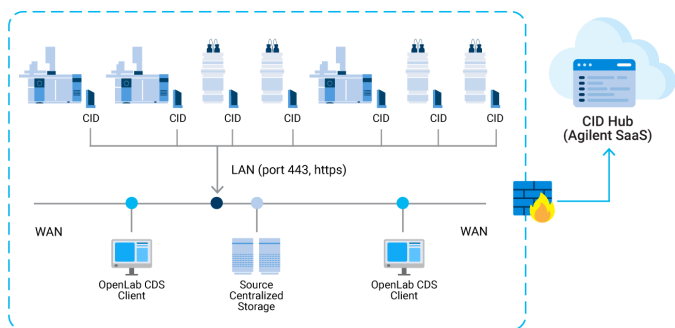 CID
CID
CID
CID
CID
CID
CID
CID Hub
(Agilent SaaS)
LAN (port 443, https)
WAN
WAN
OpenLab CDS
Client
Source
Centralized
Storage
OpenLab CDS
Client